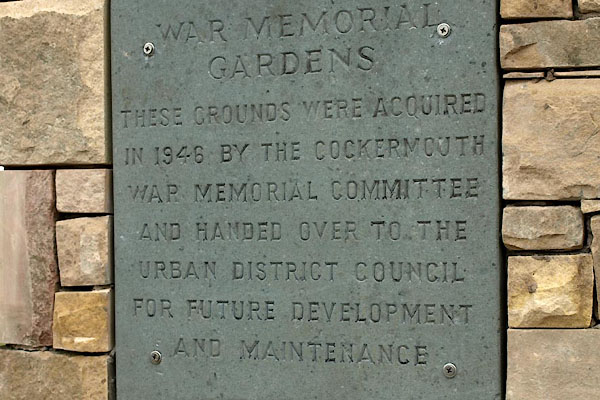 WAR MEMORIAL
GARDENS
THESE GROUNDS WERE ACQUIRED
IN 1946 BY THE COCKERMOUTH
WAR MEMORIAL COMMITTEE
AND HANDED OVER TO THE
URBAN DISTRICT COUNCIL
FOR FUTURE DEVELOPMENT
AND MAINTENANCE